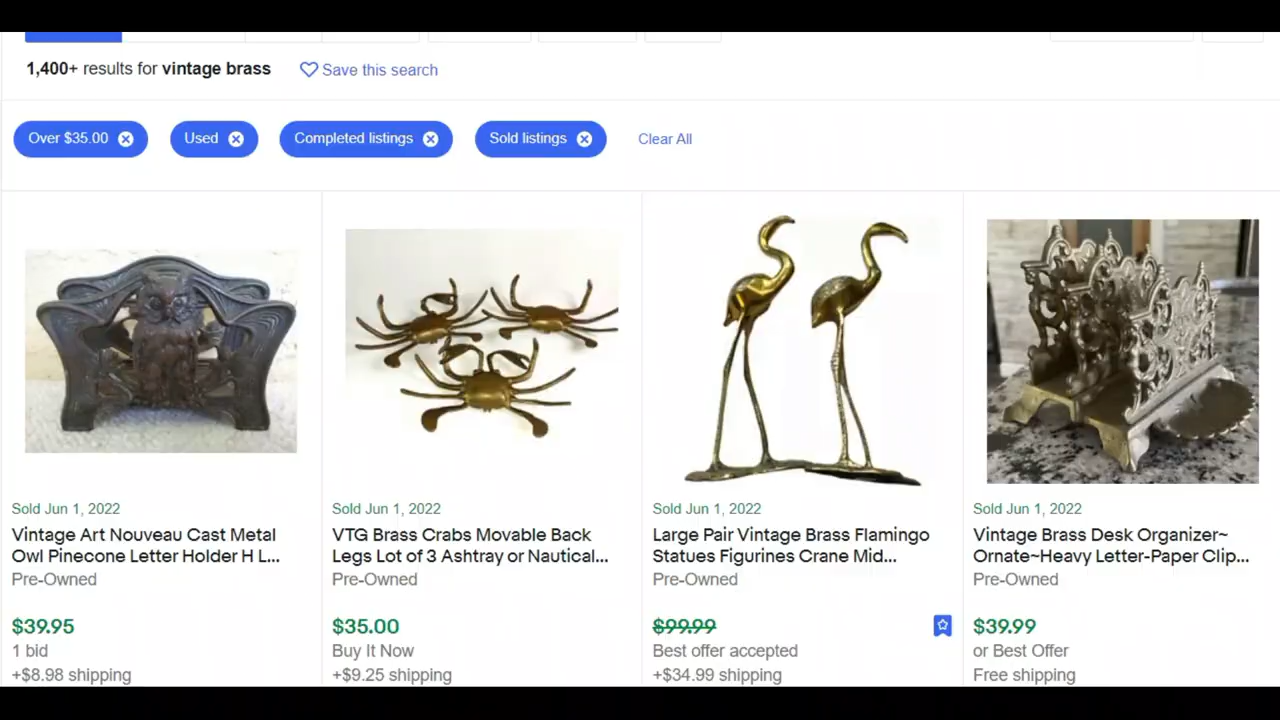 1,400+ results for vintage brass
Save this search
Over $35.00
Used
Completed listings
Sold listings
Clear All
Sold Jun 1, 2022
Vintage Art Nouveau Cast Metal
Owl Pinecone Letter Holder H L...
Pre-Owned
$39.95
1 bid
+$8.98 shipping
Sold Jun 1, 2022
VTG Brass Crabs Movable Back
Legs Lot of 3 Ashtray or Nautical...
Pre-Owned
$35.00
Buy It Now
+$9.25 shipping
Sold Jun 1, 2022
Large Pair Vintage Brass Flamingo
Statues Figurines Crane Mid...
Pre-Owned
$99.99
Best offer accepted
+$34.99 shipping
Sold Jun 1, 2022
Vintage Brass Desk Organizer~
Ornate~Heavy Letter-Paper Clip...
Pre-Owned
$39.99
or Best Offer
Free shipping